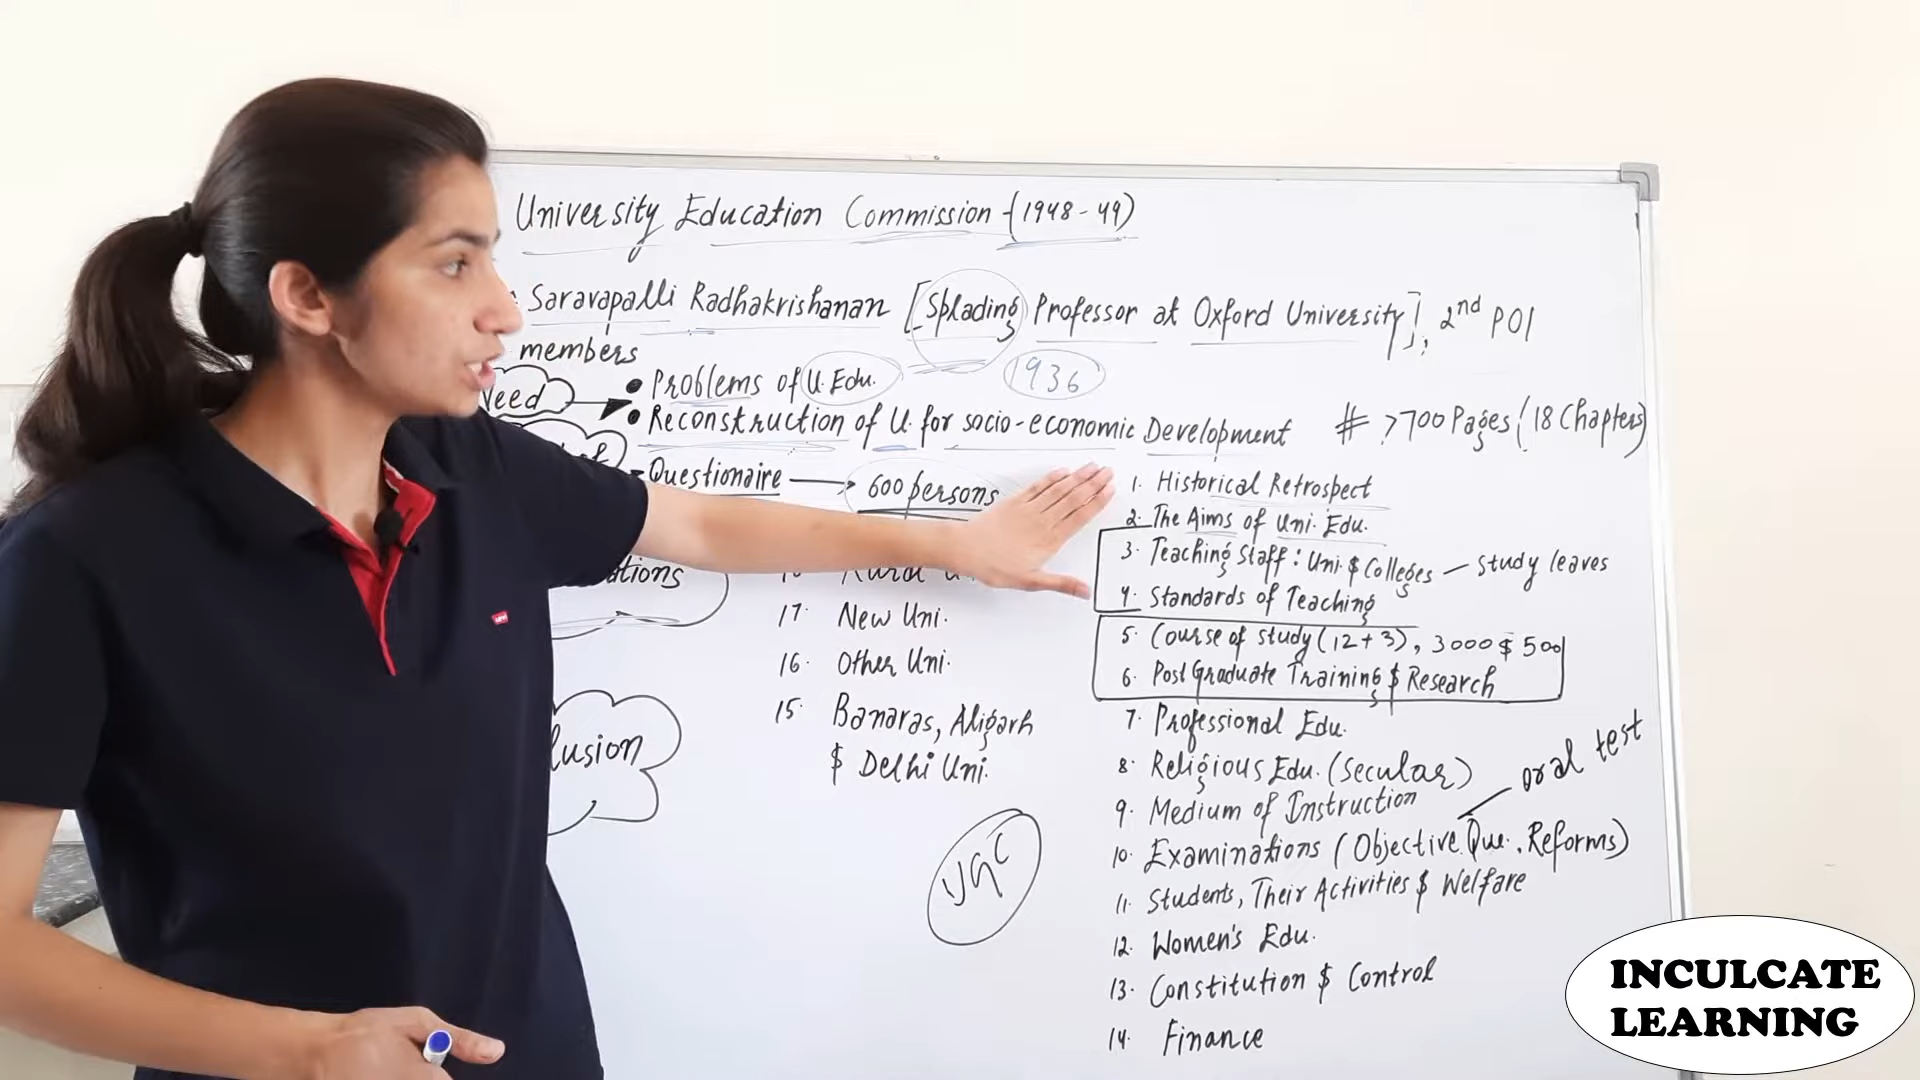 University Education Commission - (1948-49)
Saravapalli Radhakrishanan [Splading Professor at Oxford University], 2nd POI
members
1936
Need
• Problems of U. Edu.
• Reconstruction of U. for socio-economic Development
# >700 Pages (18 Chapters)
Questionaire → 600 persons
17. New Uni.
16. Other Uni.
15. Banaras, Aligarh
$ Delhi Uni.
UGC
1. Historical Retrospect
2. The Aims of Uni. Edu.
3. Teaching Staff: Uni $ Colleges - study leaves
4. Standards of Teaching
5. Course of study (12+3), 3000 $ 500
6. Post Graduate Training $ Research
7. Professional Edu.
8. Religious Edu. (secular)
9. Medium of Instruction
oral test
10. Examinations (Objective Que., Reforms)
11. Students, Their Activities $ Welfare
12. Women's Edu.
13. Constitution $ Control
14. Finance
INCULCATE
LEARNING